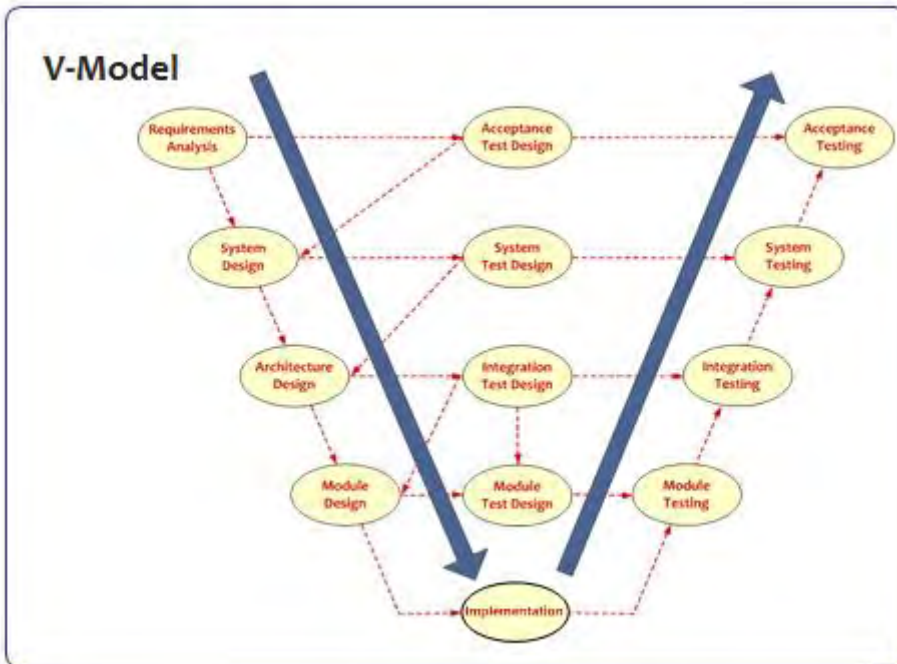 V-Model
Requirements
Analysis
Acceptance
Test Design
Acceptance
Testing
System
Design
System
Test Design
System
Testing
Architecture
Design
Integration
Test Design
Integration
Testing
Module
Design
Module
Test Design
Module
Testing
Implementation